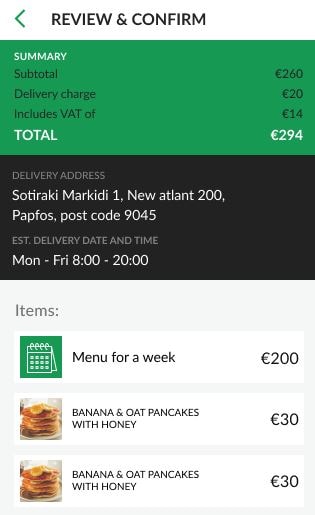 REVIEW & CONFIRM
SUMMARY
Subtotal €260
Delivery charge €20
Includes VAT of €14
TOTAL €294
DELIVERY ADDRESS
Sotiraki Markidi 1, New atlant 200,
Papfos, post code 9045
EST. DELIVERY DATE AND TIME
Mon - Fri 8:00 - 20:00
Items:
Menu for a week €200
BANANA & OAT PANCAKES
WITH HONEY €30
BANANA & OAT PANCAKES
WITH HONEY €30